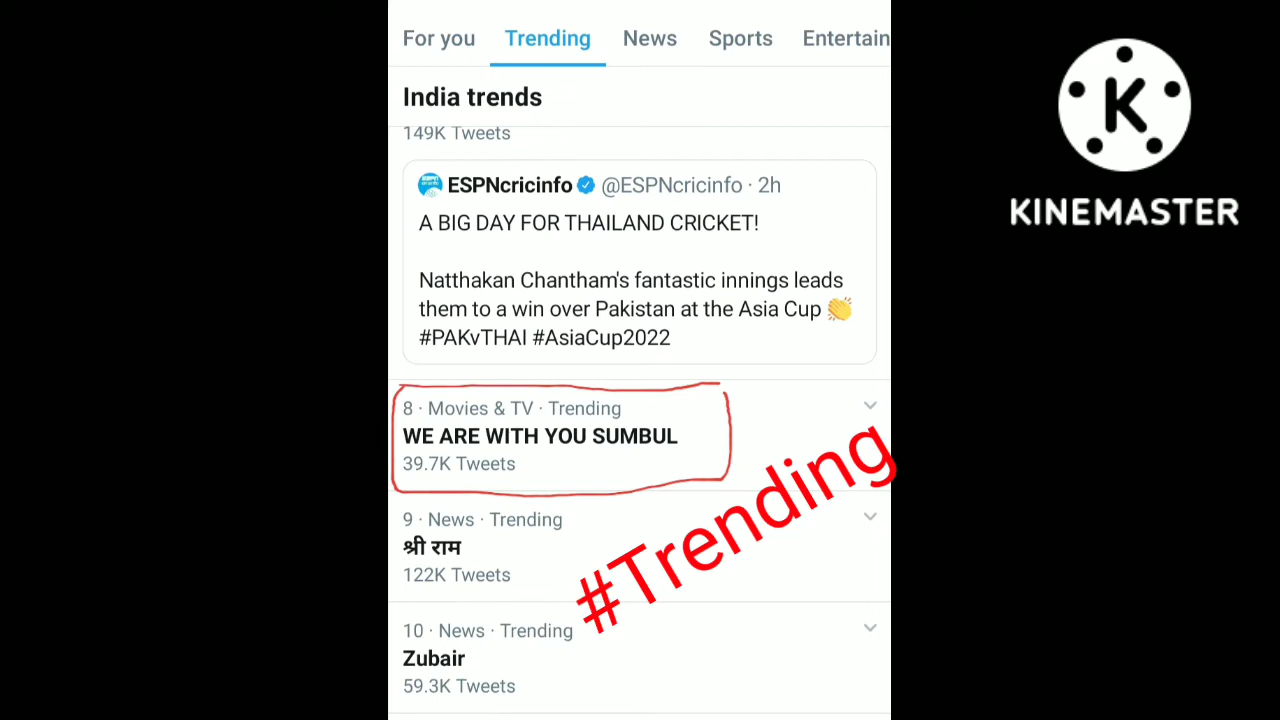 For you Trending News Sports Entertain
India trends
149K Tweets
ESPNcricinfo @ESPNcricinfo · 2h
A BIG DAY FOR THAILAND CRICKET!
Natthakan Chantham's fantastic innings leads
them to a win over Pakistan at the Asia Cup 👏
#PAKvTHAI #AsiaCup2022
8 · Movies & TV · Trending
WE ARE WITH YOU SUMBUL
39.7K Tweets
9 · News · Trending
श्री राम
122K Tweets
10 · News · Trending
Zubair
59.3K Tweets
#Trending
K
KINEMASTER